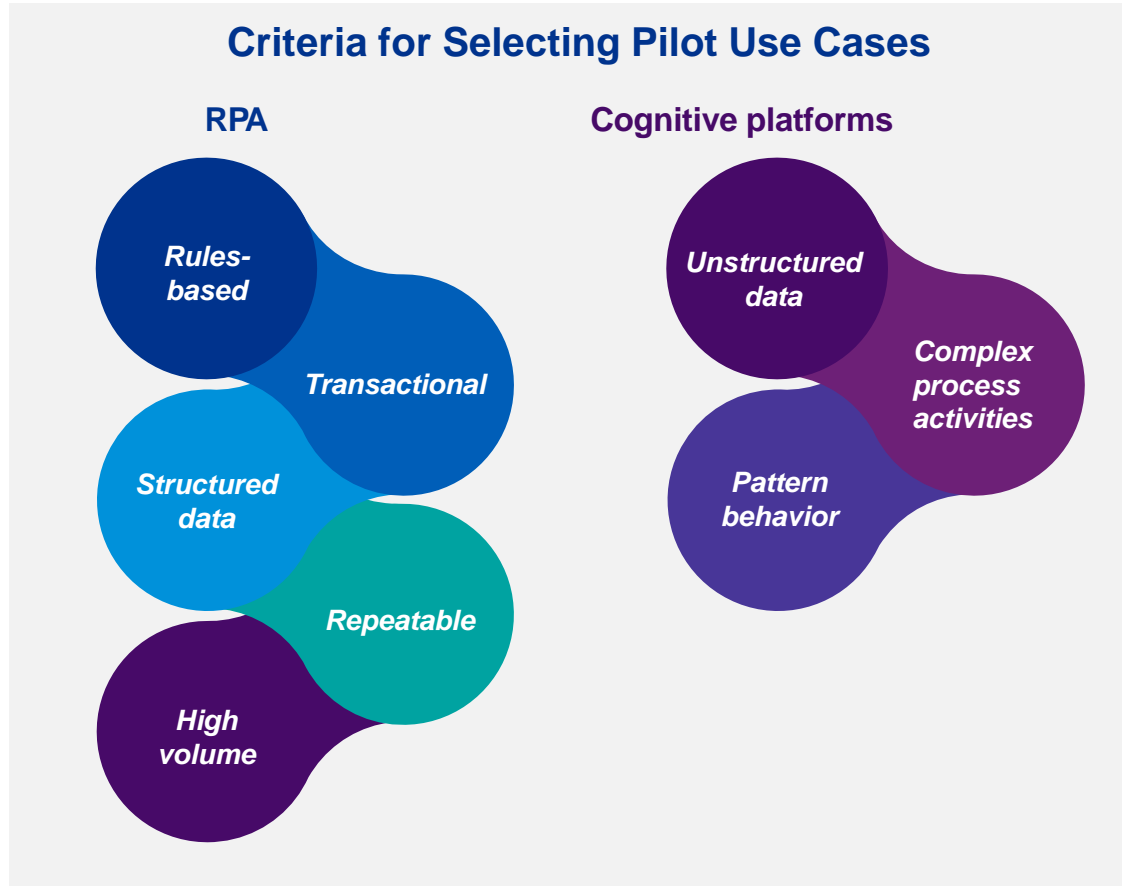 Criteria for Selecting Pilot Use Cases
RPA
Rules-
based
Transactional
Structured
data
Repeatable
High
volume
Cognitive platforms
Unstructured
data
Complex
process
activities
Pattern
behavior